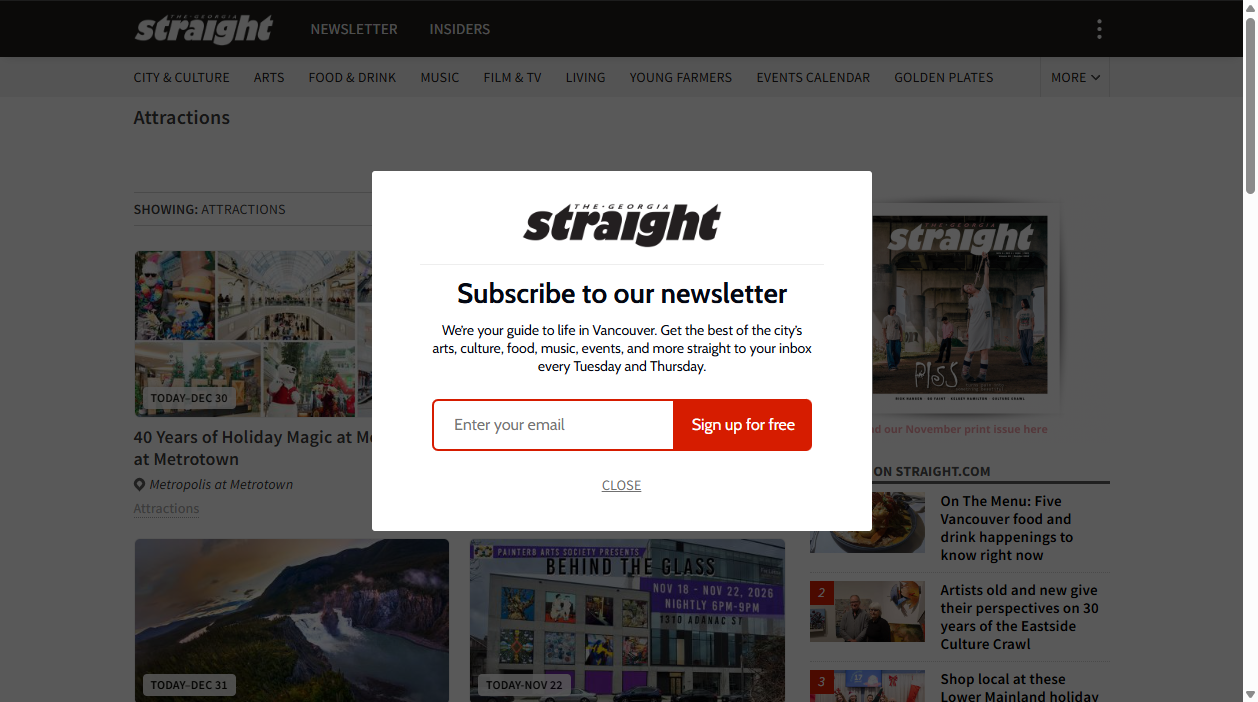 THE · GEORGIA
straight
NEWSLETTER
INSIDERS
CITY & CULTURE
ARTS
FOOD & DRINK
MUSIC
FILM & TV
LIVING
YOUNG FARMERS
EVENTS CALENDAR
GOLDEN PLATES
MORE
Attractions
SHOWING: ATTRACTIONS
TODAY–DEC 30
40 Years of Holiday Magic at Me
at Metrotown
Metropolis at Metrotown
Attractions
THE · GEORGIA
straight
Subscribe to our newsletter
We're your guide to life in Vancouver. Get the best of the city's
arts, culture, food, music, events, and more straight to your inbox
every Tuesday and Thursday.
Enter your email
Sign up for free
CLOSE
straight
PISS
d our November print issue here
ON STRAIGHT.COM
On The Menu: Five
Vancouver food and
drink happenings to
know right now
2
Artists old and new give
their perspectives on 30
years of the Eastside
Culture Crawl
3
Shop local at these
Lower Mainland holiday
TODAY–DEC 31
PAINTERB ARTS SOCIETY PRESENTS
BEHIND THE GLASS
NOV 18 - NOV 22, 2026
NIGHTLY 6PM-9PM
1310 ADANAC ST
TODAY-NOV 22